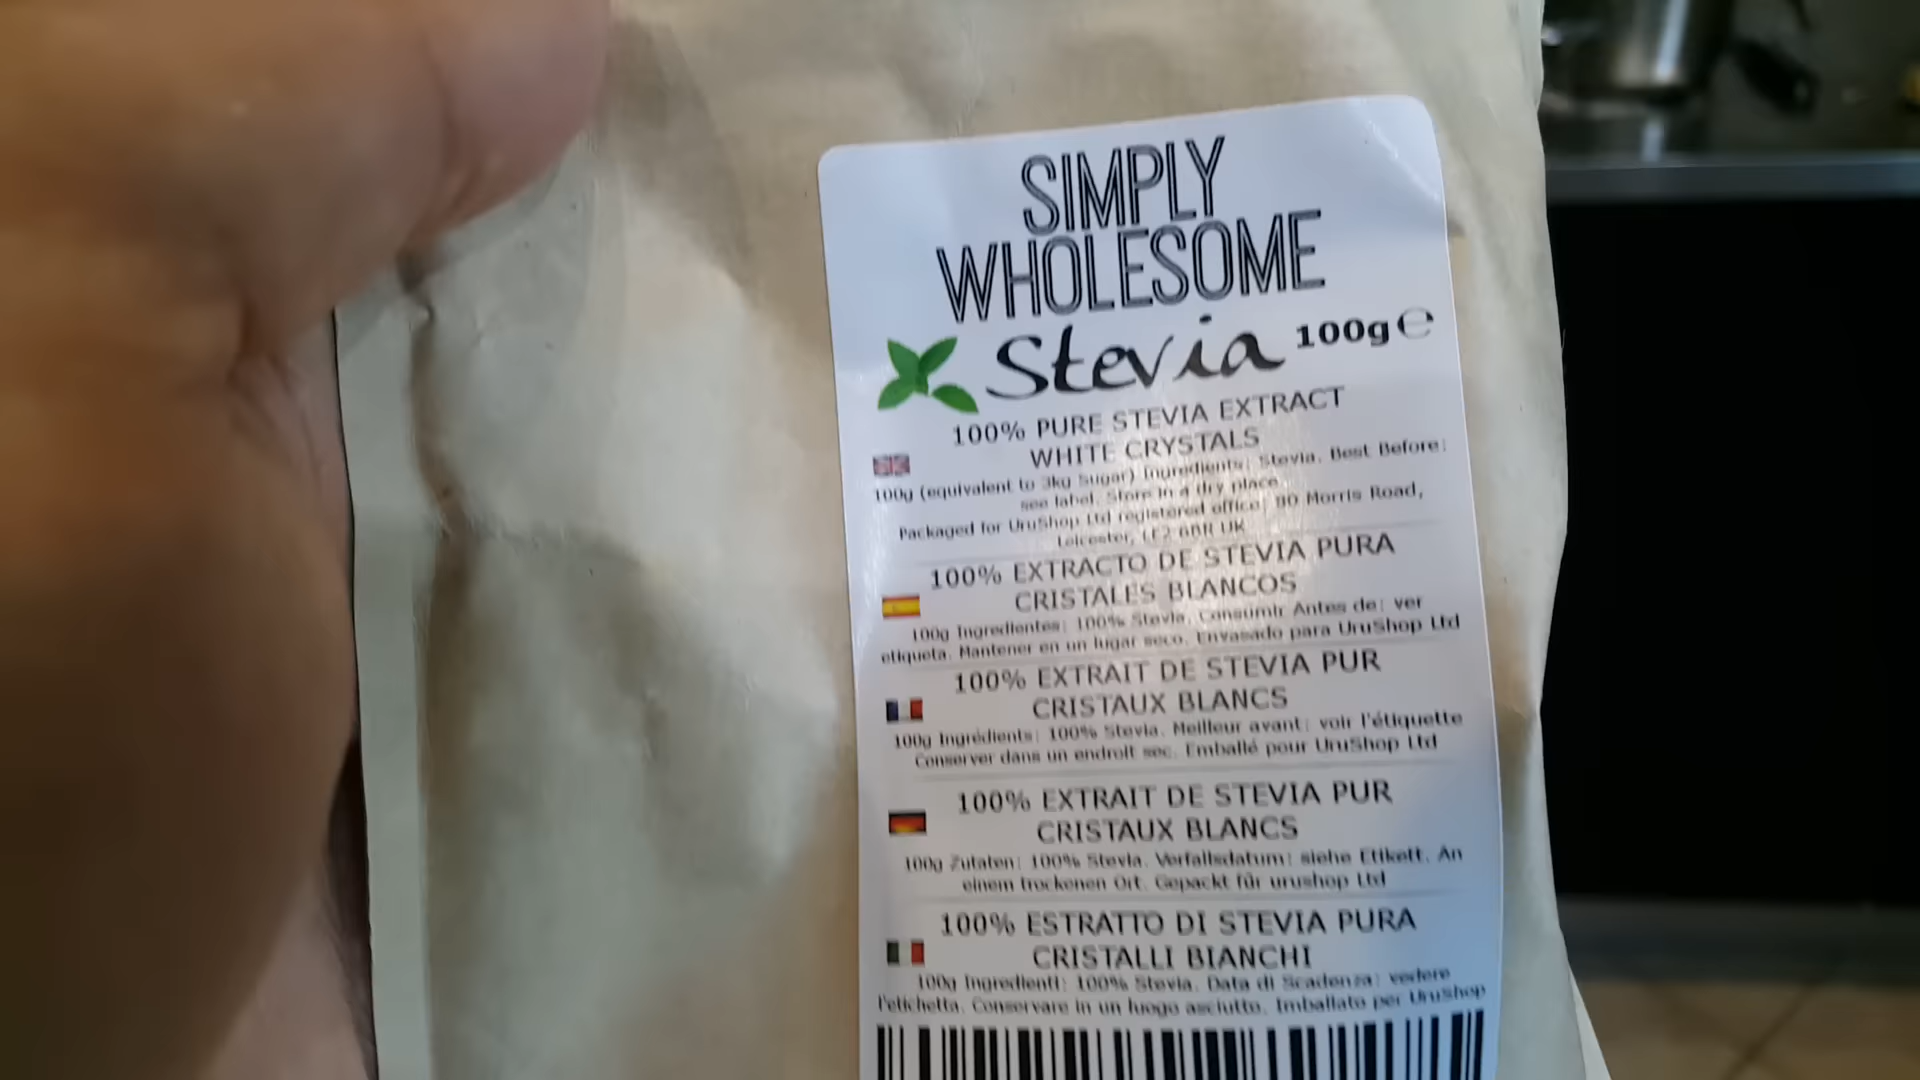 SIMPLY
WHOLESOME
Stevia 100g ℮
100% PURE STEVIA EXTRACT
WHITE CRYSTALS
100g (equivalent to 3kg Sugar) Ingredients: Stevia. Best Before:
see label. Store in a dry place
Packaged for UruShop Ltd registered office: 90 Morris Road,
Leicester, LE2 6BR UK
100% EXTRACTO DE STEVIA PURA
CRISTALES BLANCOS
100g Ingredientes: 100% Stevia. Consumir Antes de: ver
etiqueta. Mantener en un lugar seco. Envasado para UruShop Ltd
100% EXTRAIT DE STEVIA PUR
CRISTAUX BLANCS
100g Ingrédients: 100% Stevia. Meilleur avant: voir l'étiquette
Conserver dans un endroit sec. Emballé pour UruShop Ltd
100% EXTRAIT DE STEVIA PUR
CRISTAUX BLANCS
100g Zutaten: 100% Stevia. Verfallsdatum: siehe Etikett. An
einem trockenen Ort. Gepackt für urushop Ltd
100% ESTRATTO DI STEVIA PURA
CRISTALLI BIANCHI
100g Ingredienti: 100% Stevia. Data di Scadenza: vedere
l'etichetta. Conservare in un luogo asciutto. Imballato per UruShop